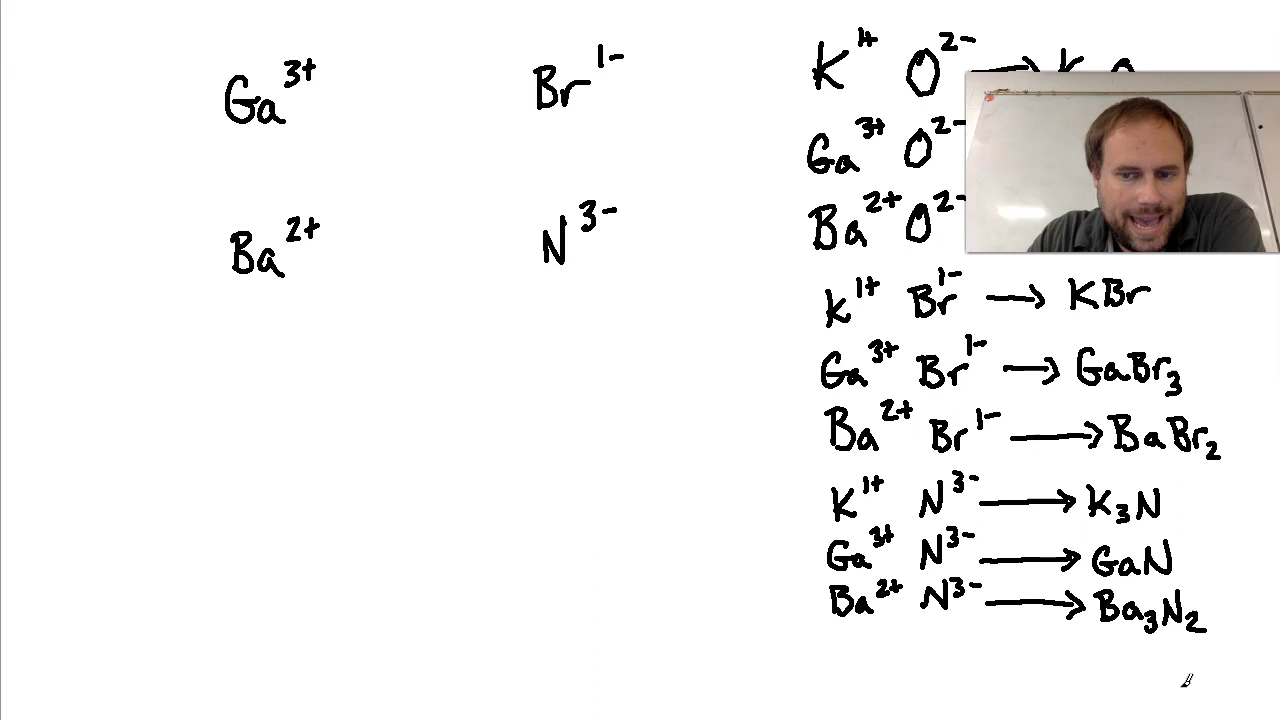 Ga³⁺ Br¹⁻
Ba²⁺ N³⁻
K¹⁺ O²⁻ →
Ga³⁺ O²⁻
Ba²⁺ O²⁻
K¹⁺ Br¹⁻ → KBr
Ga³⁺ Br¹⁻ → GaBr₃
Ba²⁺ Br¹⁻ → BaBr₂
K¹⁺ N³⁻ → K₃N
Ga³⁺ N³⁻ → GaN
Ba²⁺ N³⁻ → Ba₃N₂